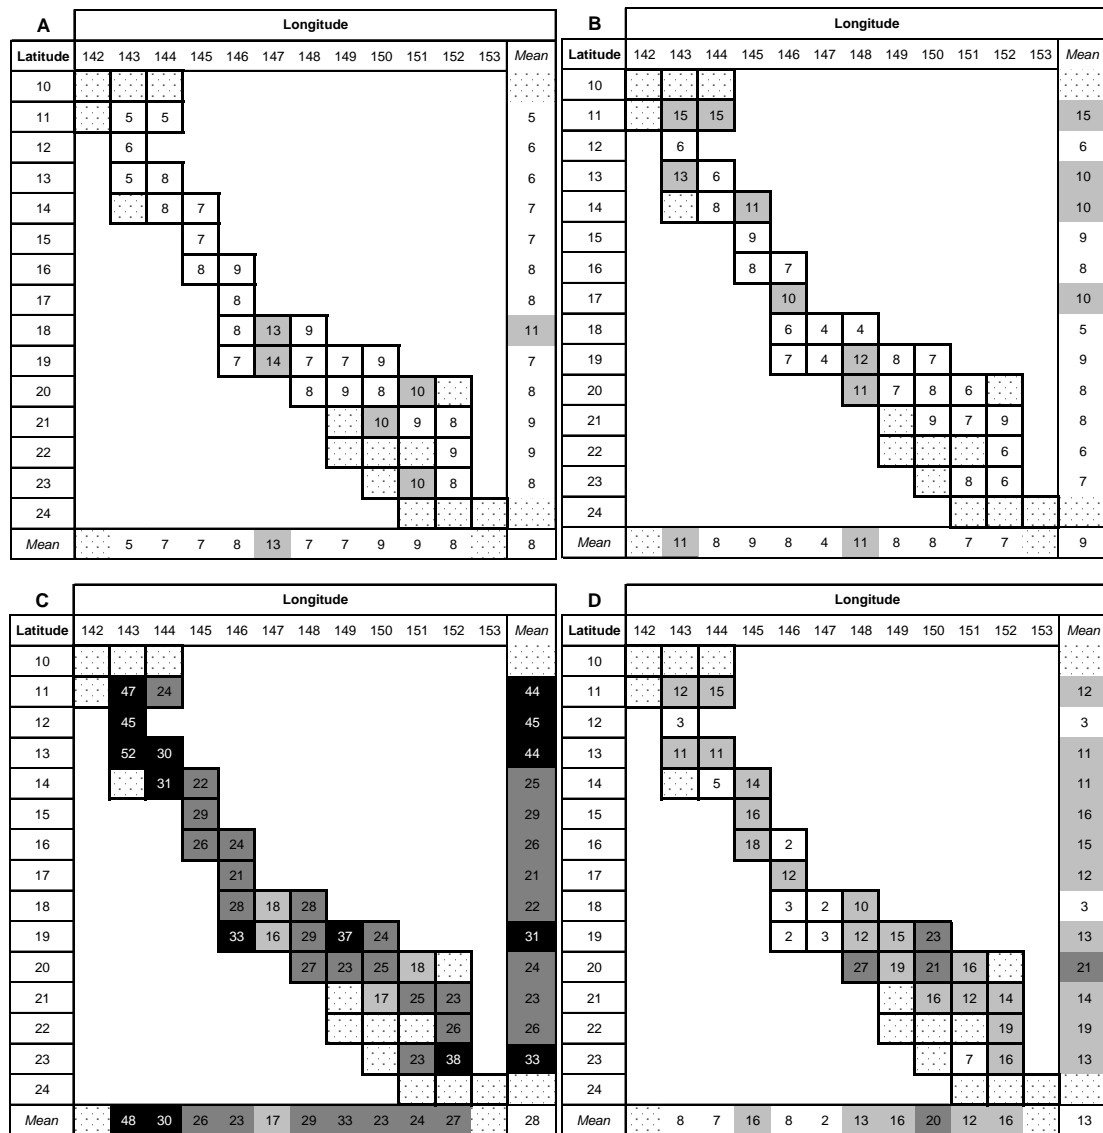 A Longitude
Latitude 142 143 144 145 146 147 148 149 150 151 152 153 Mean
10
11 5 5 5
12 6 6
13 5 8 6
14 8 7 7
15 7 7
16 8 9 8
17 8 8
18 8 13 9 11
19 7 14 7 7 9 7
20 8 9 8 10 8
21 10 9 8 9
22 9 9
23 10 8 8
24
Mean 5 7 7 8 13 7 7 9 9 8 8
B Longitude
Latitude 142 143 144 145 146 147 148 149 150 151 152 153 Mean
10
11 15 15 15
12 6 6
13 13 6 10
14 8 11 10
15 9 9
16 8 7 8
17 10 10
18 6 4 4 5
19 7 4 12 8 7 9
20 11 7 8 6 8
21 9 7 9 8
22 6 6
23 8 6 7
24
Mean 11 8 9 8 4 11 8 8 7 7 9
C Longitude
Latitude 142 143 144 145 146 147 148 149 150 151 152 153 Mean
10
11 47 24 44
12 45 45
13 52 30 44
14 31 22 25
15 29 29
16 26 24 26
17 21 21
18 28 18 28 22
19 33 16 29 37 24 31
20 27 23 25 18 24
21 17 25 23 23
22 26 26
23 23 38 33
24
Mean 48 30 26 23 17 29 33 23 24 27 28
D Longitude
Latitude 142 143 144 145 146 147 148 149 150 151 152 153 Mean
10
11 12 15 12
12 3 3
13 11 11 11
14 5 14 11
15 16 16
16 18 2 15
17 12 12
18 3 2 10 3
19 2 3 12 15 23 13
20 27 19 21 16 21
21 16 12 14 14
22 19 19
23 7 16 13
24
Mean 8 7 16 8 2 13 16 20 12 16 13